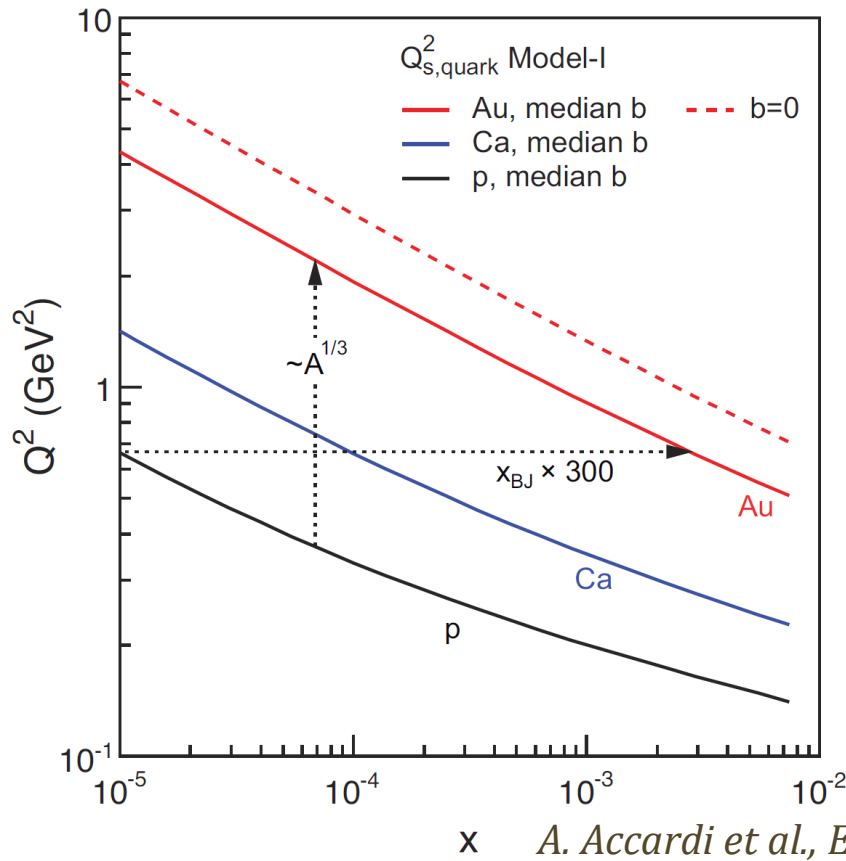 10
Q²s,quark Model-I
Au, median b
b=0
Ca, median b
p, median b
Q² (GeV²)
~A¹/³
1
x_BJ × 300
Au
Ca
p
10⁻¹
10⁻⁵
10⁻⁴
10⁻³
10⁻²
x
A. Accardi et al., E